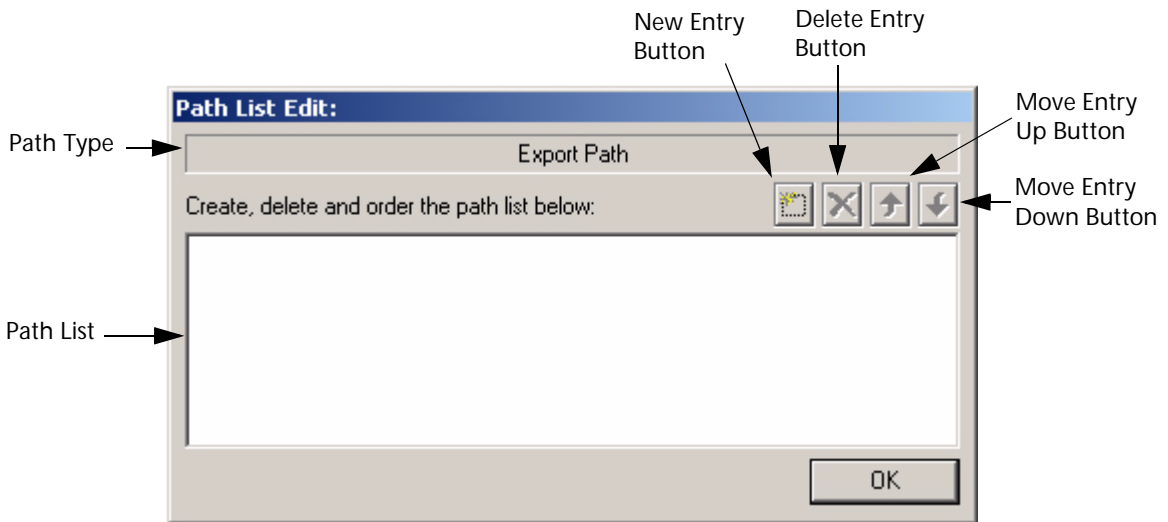 New Entry
Button
Delete Entry
Button
Path List Edit:
Move Entry
Up Button
Path Type
Export Path
Create, delete and order the path list below:
Move Entry
Down Button
Path List
OK